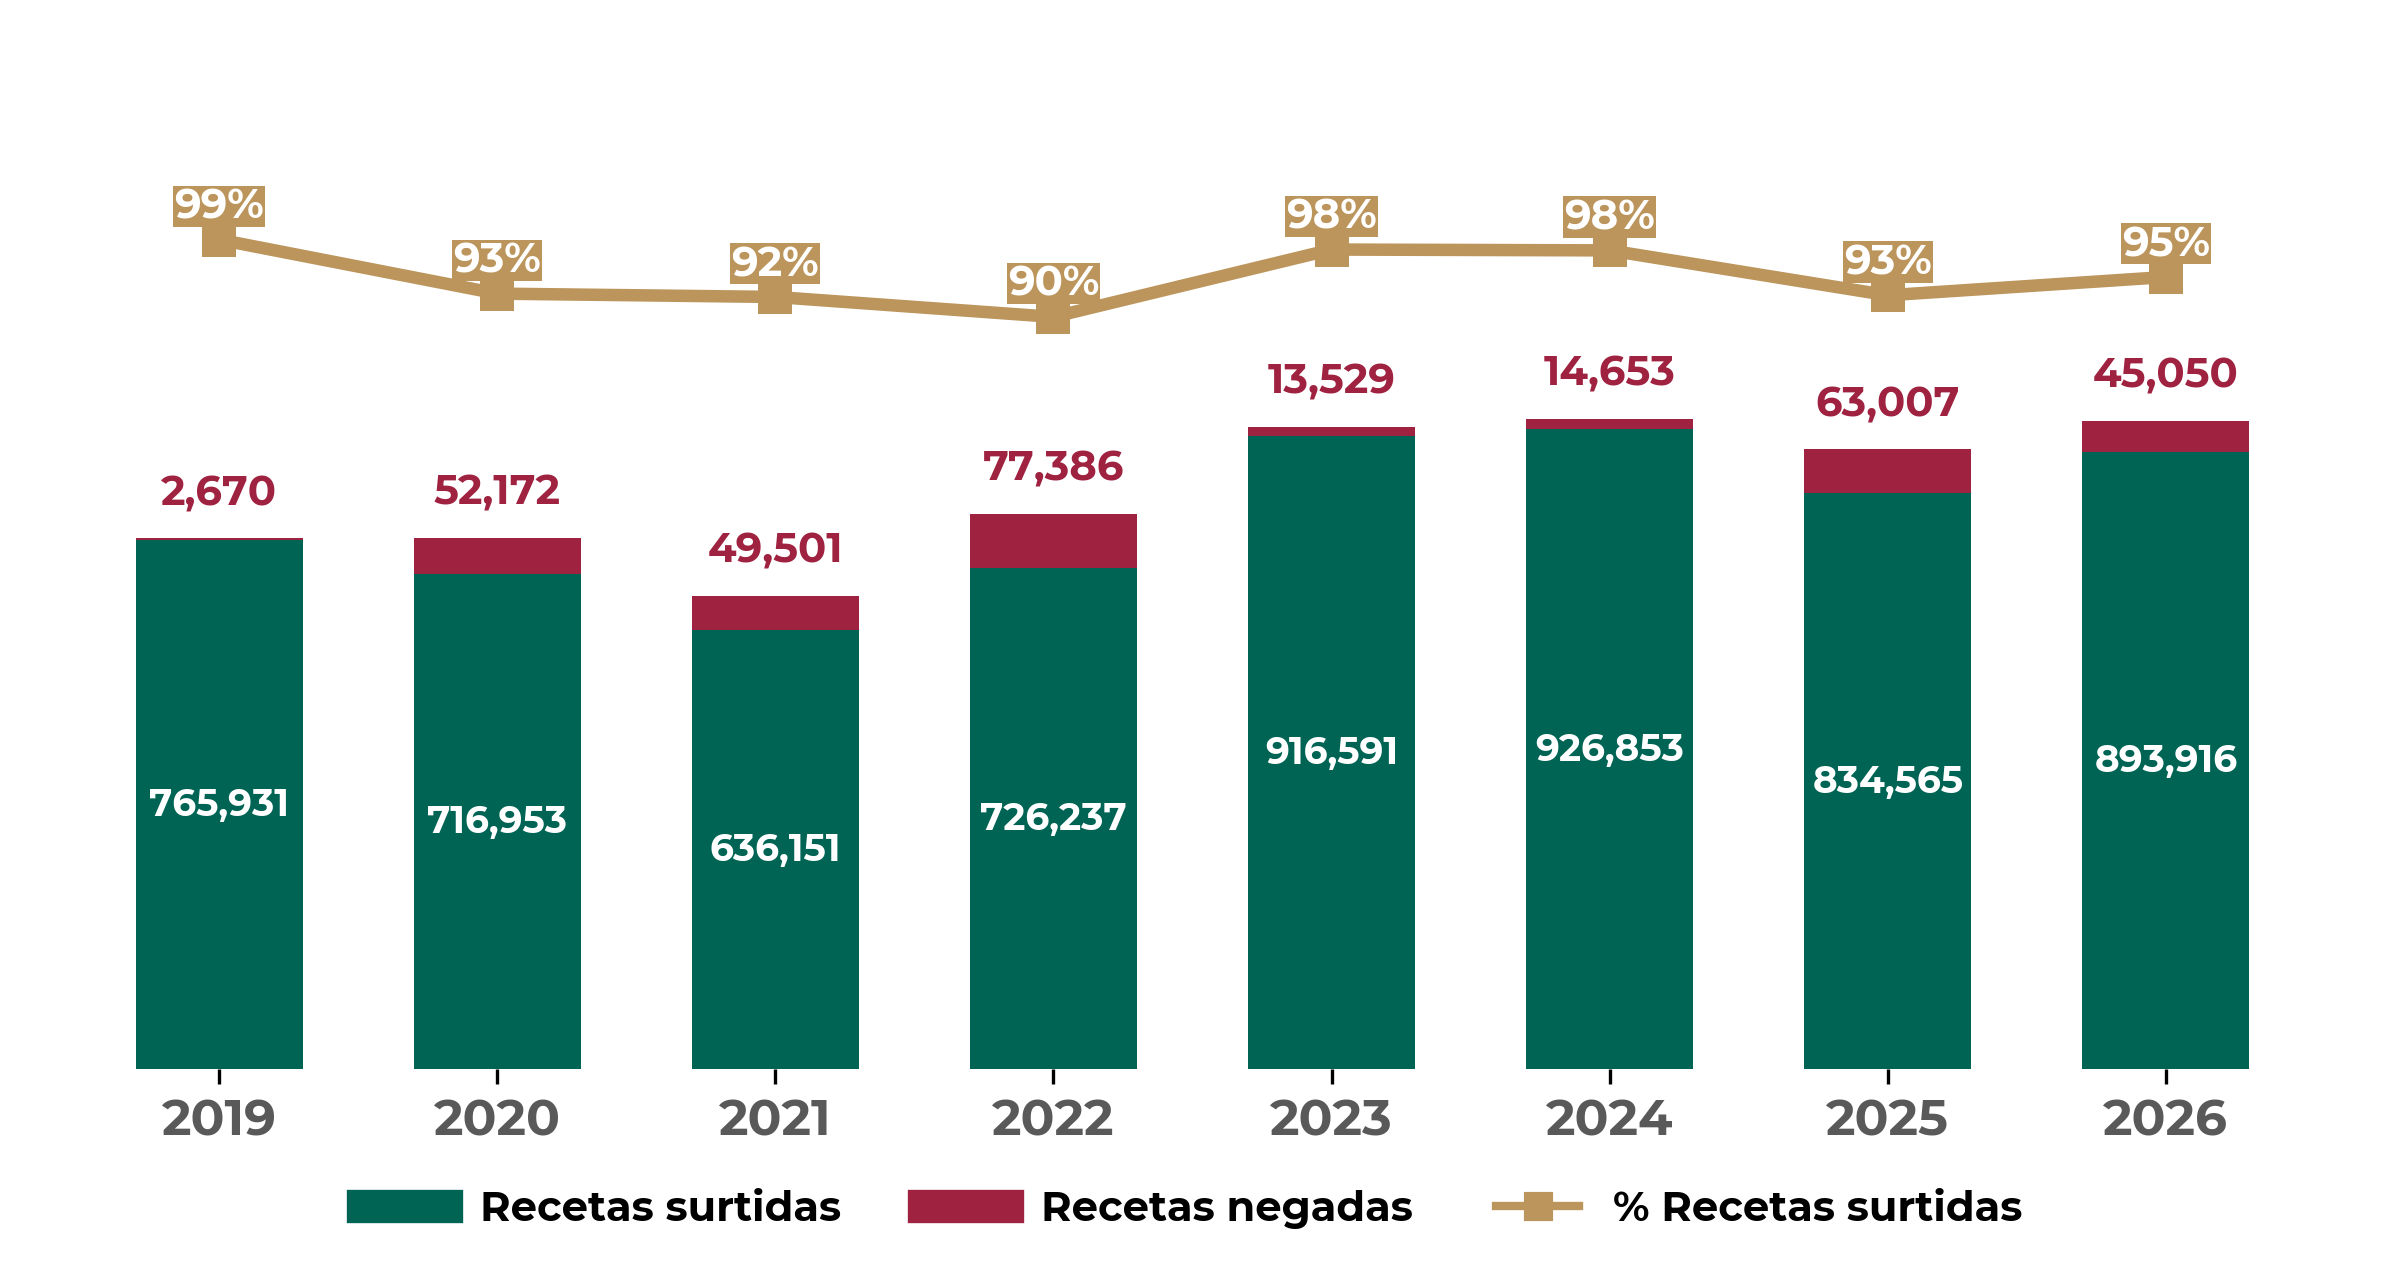 99% 93% 92% 90% 98% 98% 93% 95%
2,670 52,172 49,501 77,386 13,529 14,653 63,007 45,050
765,931 716,953 636,151 726,237 916,591 926,853 834,565 893,916
2019 2020 2021 2022 2023 2024 2025 2026
Recetas surtidas Recetas negadas % Recetas surtidas